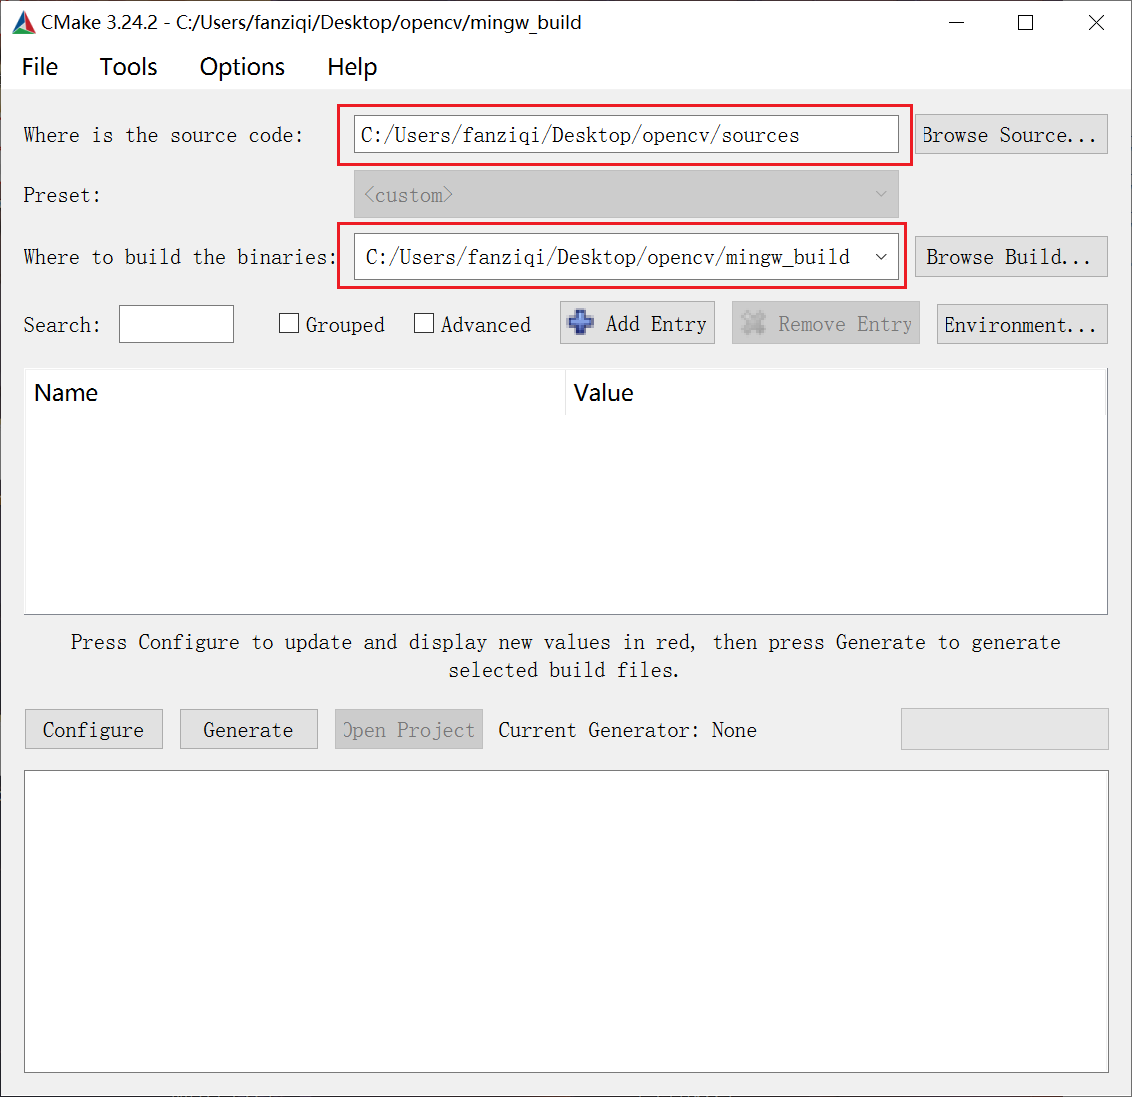 CMake 3.24.2 - C:/Users/fanziqi/Desktop/opencv/mingw_build
File Tools Options Help
Where is the source code: C:/Users/fanziqi/Desktop/opencv/sources Browse Source...
Preset: <custom>
Where to build the binaries: C:/Users/fanziqi/Desktop/opencv/mingw_build Browse Build...
Search: Grouped Advanced Add Entry Remove Entry Environment...
Name Value
Press Configure to update and display new values in red, then press Generate to generate
selected build files.
Configure Generate Open Project Current Generator: None